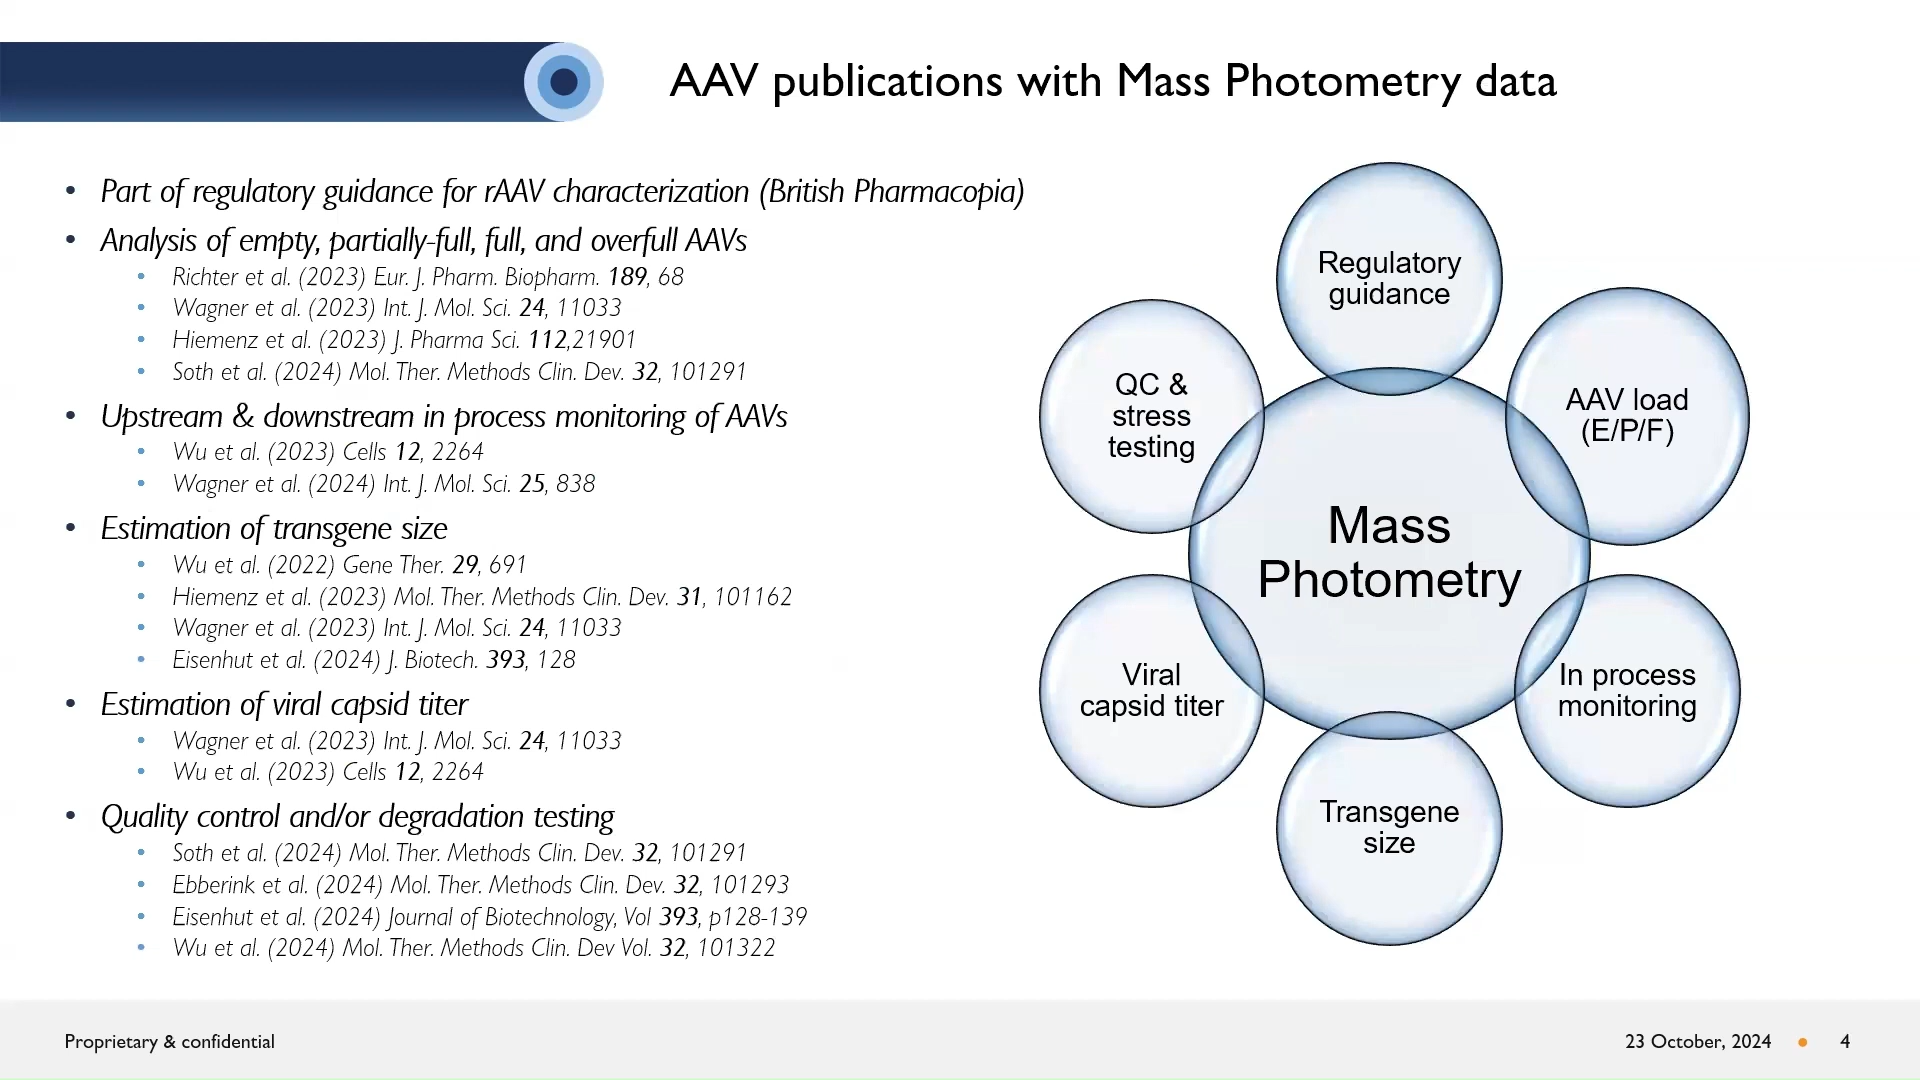 AAV publications with Mass Photometry data
• Part of regulatory guidance for rAAV characterization (British Pharmacopia)
• Analysis of empty, partially-full, full, and overfull AAVs
• Richter et al. (2023) Eur. J. Pharm. Biopharm. 189, 68
• Wagner et al. (2023) Int. J. Mol. Sci. 24, 11033
• Hiemenz et al. (2023) J. Pharma Sci. 112,21901
• Soth et al. (2024) Mol. Ther. Methods Clin. Dev. 32, 101291
• Upstream & downstream in process monitoring of AAVs
• Wu et al. (2023) Cells 12, 2264
• Wagner et al. (2024) Int. J. Mol. Sci. 25, 838
• Estimation of transgene size
• Wu et al. (2022) Gene Ther. 29, 691
• Hiemenz et al. (2023) Mol. Ther. Methods Clin. Dev. 31, 101162
• Wagner et al. (2023) Int. J. Mol. Sci. 24, 11033
• Eisenhut et al. (2024) J. Biotech. 393, 128
• Estimation of viral capsid titer
• Wagner et al. (2023) Int. J. Mol. Sci. 24, 11033
• Wu et al. (2023) Cells 12, 2264
• Quality control and/or degradation testing
• Soth et al. (2024) Mol. Ther. Methods Clin. Dev. 32, 101291
• Ebberink et al. (2024) Mol. Ther. Methods Clin. Dev. 32, 101293
• Eisenhut et al. (2024) Journal of Biotechnology, Vol 393, p128-139
• Wu et al. (2024) Mol. Ther. Methods Clin. Dev Vol. 32, 101322
Regulatory
guidance
AAV load
(E/P/F)
In process
monitoring
Transgene
size
Viral
capsid titer
QC &
stress
testing
Mass
Photometry
Proprietary & confidential
23 October, 2024 • 4